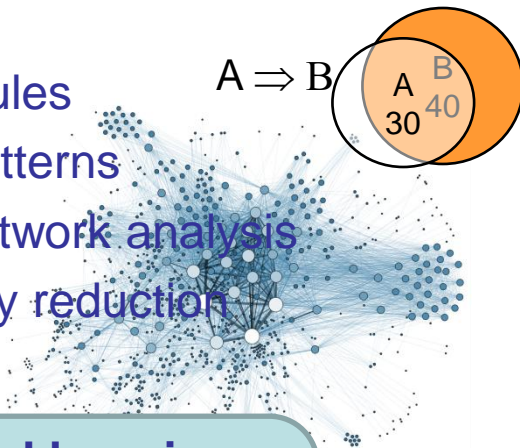 A ⇒ B
A B
30 40
ules
tterns
twork analysis
y reduction